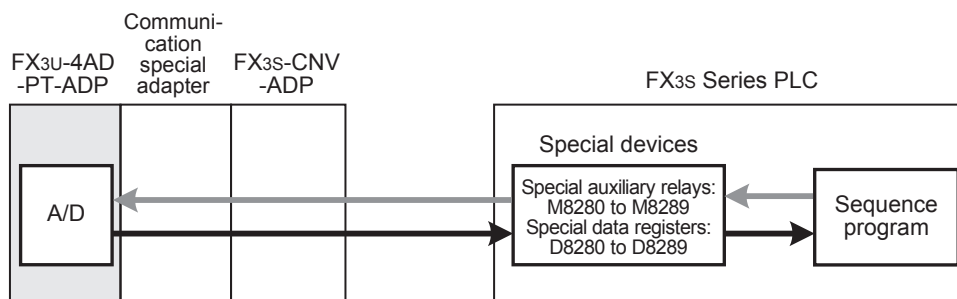 Communi-
cation
special
adapter
FX3U-4AD
-PT-ADP
FX3S-CNV
-ADP
FX3S Series PLC
Special devices
A/D
Special auxiliary relays:
M8280 to M8289
Special data registers:
D8280 to D8289
Sequence
program